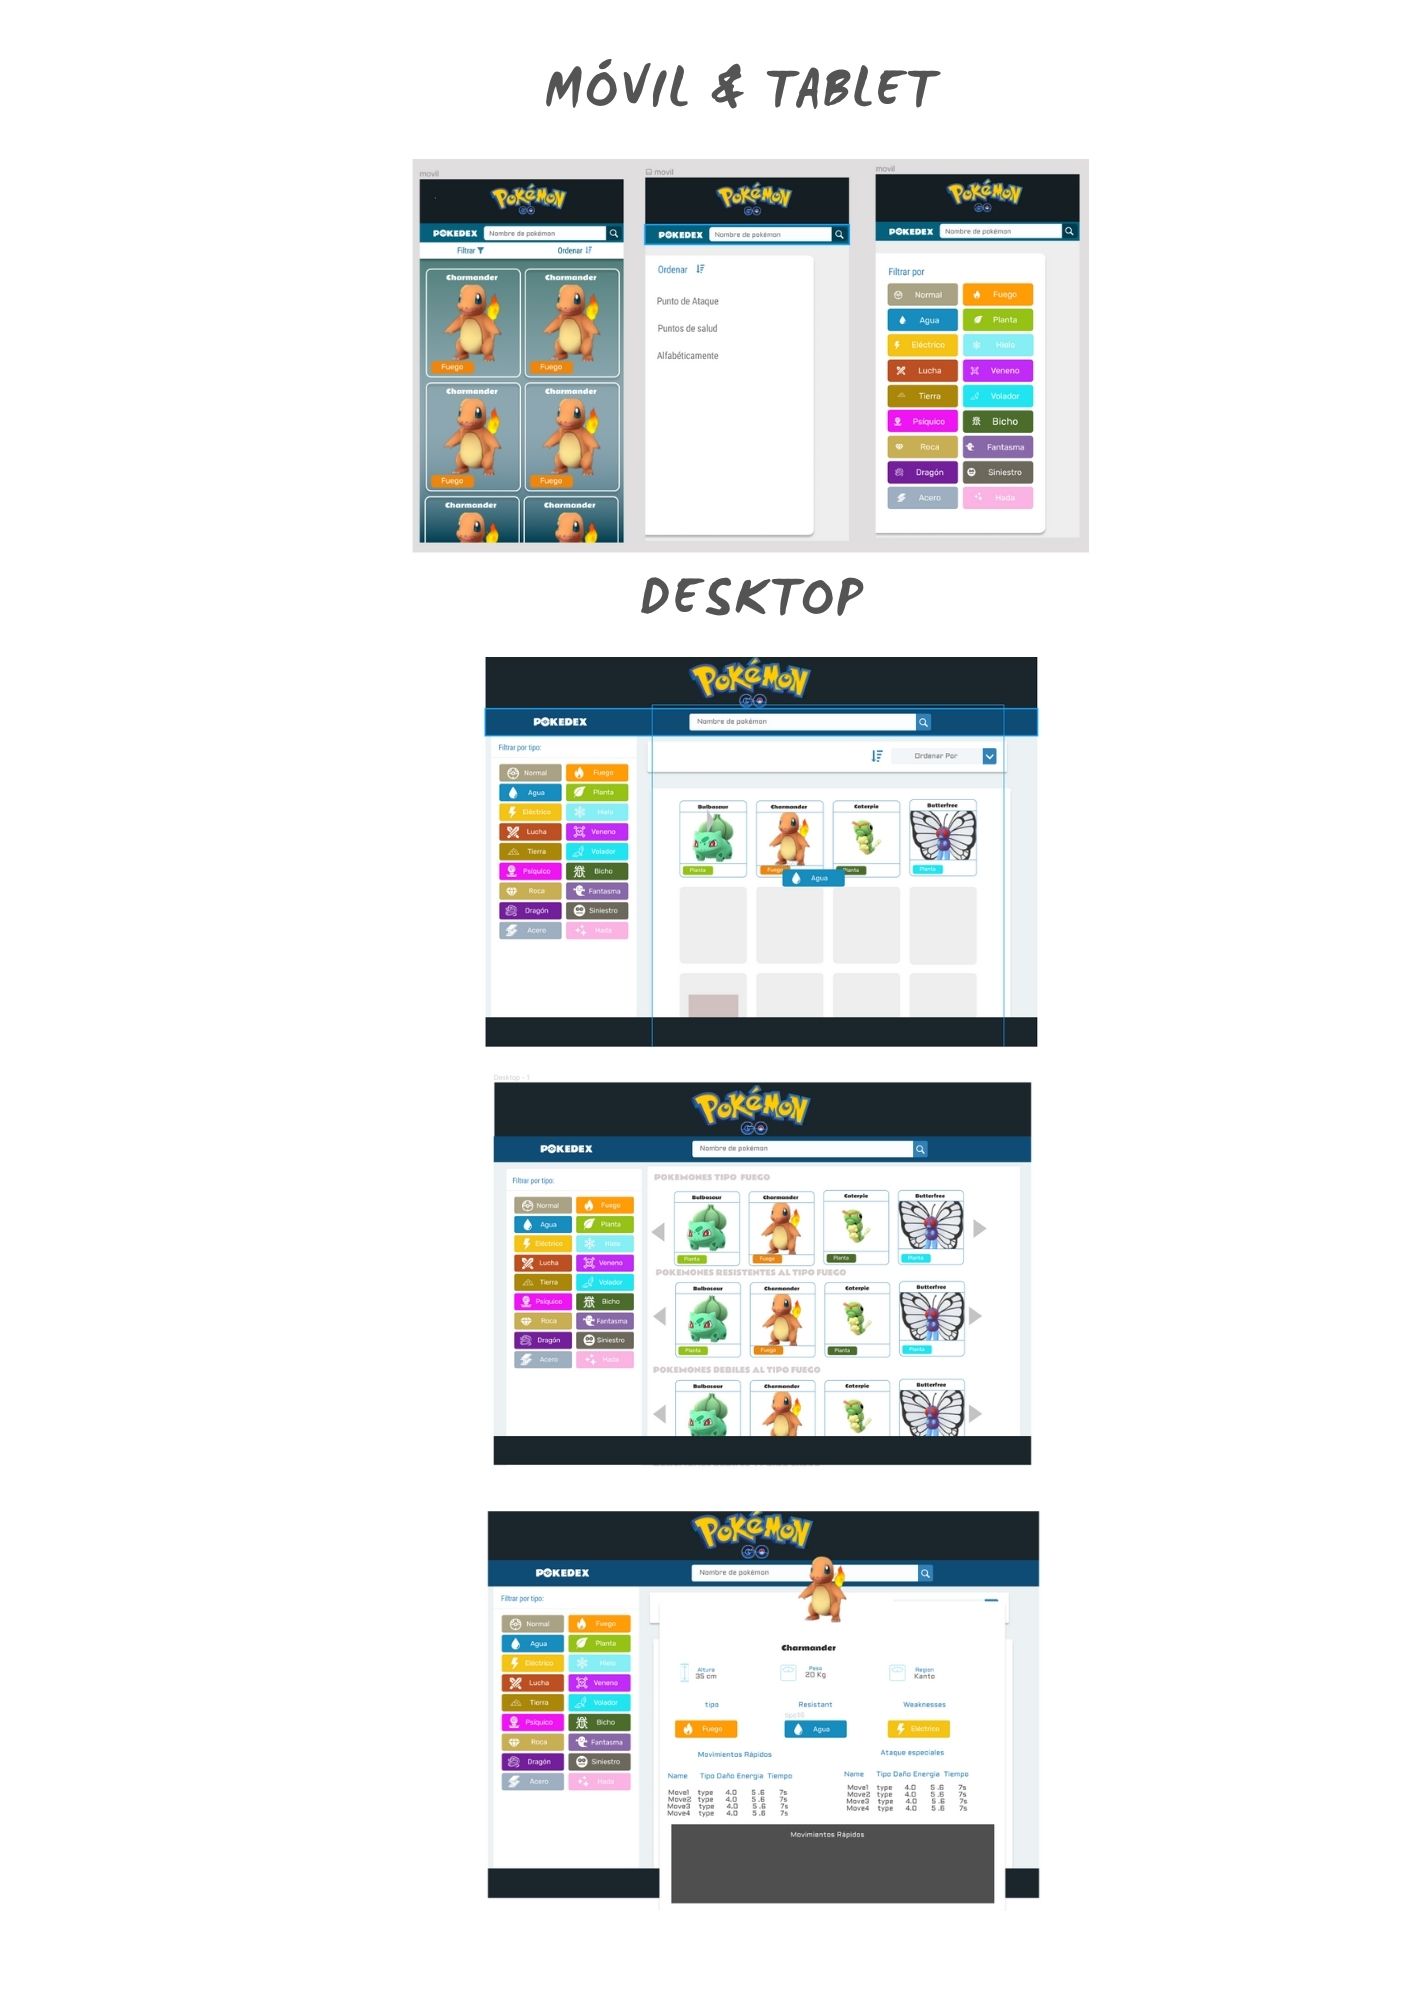 MÓVIL & TABLET
movil
movil
movil
POKÉMON
GO
POKÉMON
GO
POKÉMON
GO
POKEDEX Nombre de pokémon
POKEDEX Nombre de pokémon
POKEDEX Nombre de pokémon
Filtrar Ordenar
Charmander Charmander
Fuego Fuego
Charmander Charmander
Fuego Fuego
Charmander Charmander
Ordenar
Punto de Ataque
Puntos de salud
Alfabéticamente
Filtrar por
Normal Fuego
Agua Planta
Eléctrico Hielo
Lucha Veneno
Tierra Volador
Psíquico Bicho
Roca Fantasma
Dragón Siniestro
Acero Hada
DESKTOP
POKÉMON
GO
POKEDEX Nombre de pokémon
Filtrar por tipo:
Ordenar Por
Normal Fuego
Agua Planta
Eléctrico Hielo
Lucha Veneno
Tierra Volador
Psíquico Bicho
Roca Fantasma
Dragón Siniestro
Acero Hada
Bulbasaur Charmander Caterpie Butterfree
Planta Fuego Planta Planta
Agua
Desktop - 1
POKÉMON
GO
POKEDEX Nombre de pokémon
Filtrar por tipo:
Normal Fuego
Agua Planta
Eléctrico Hielo
Lucha Veneno
Tierra Volador
Psíquico Bicho
Roca Fantasma
Dragón Siniestro
Acero Hada
POKEMONES TIPO FUEGO
Bulbasaur Charmander Caterpie Butterfree
Planta Fuego Planta Planta
POKEMONES RESISTENTES AL TIPO FUEGO
Bulbasaur Charmander Caterpie Butterfree
Planta Fuego Planta Planta
POKEMONES DEBILES AL TIPO FUEGO
Bulbasaur Charmander Caterpie Butterfree
POKÉMON
GO
POKEDEX Nombre de pokémon
Filtrar por tipo:
Normal Fuego
Agua Planta
Eléctrico Hielo
Lucha Veneno
Tierra Volador
Psíquico Bicho
Roca Fantasma
Dragón Siniestro
Acero Hada
Charmander
Altura Peso Region
35 cm 20 Kg Kanto
tipo Resistant Weaknesses
Fuego Agua Eléctrico
Movimientos Rápidos
Name Tipo Daño Energia Tiempo
Move1 type 4.0 5.6 7s
Move2 type 4.0 5.6 7s
Move3 type 4.0 5.6 7s
Move4 type 4.0 5.6 7s
Ataque especiales
Name Tipo Daño Energia Tiempo
Move1 type 4.0 5.6 7s
Move2 type 4.0 5.6 7s
Move3 type 4.0 5.6 7s
Move4 type 4.0 5.6 7s
Movimientos Rápidos